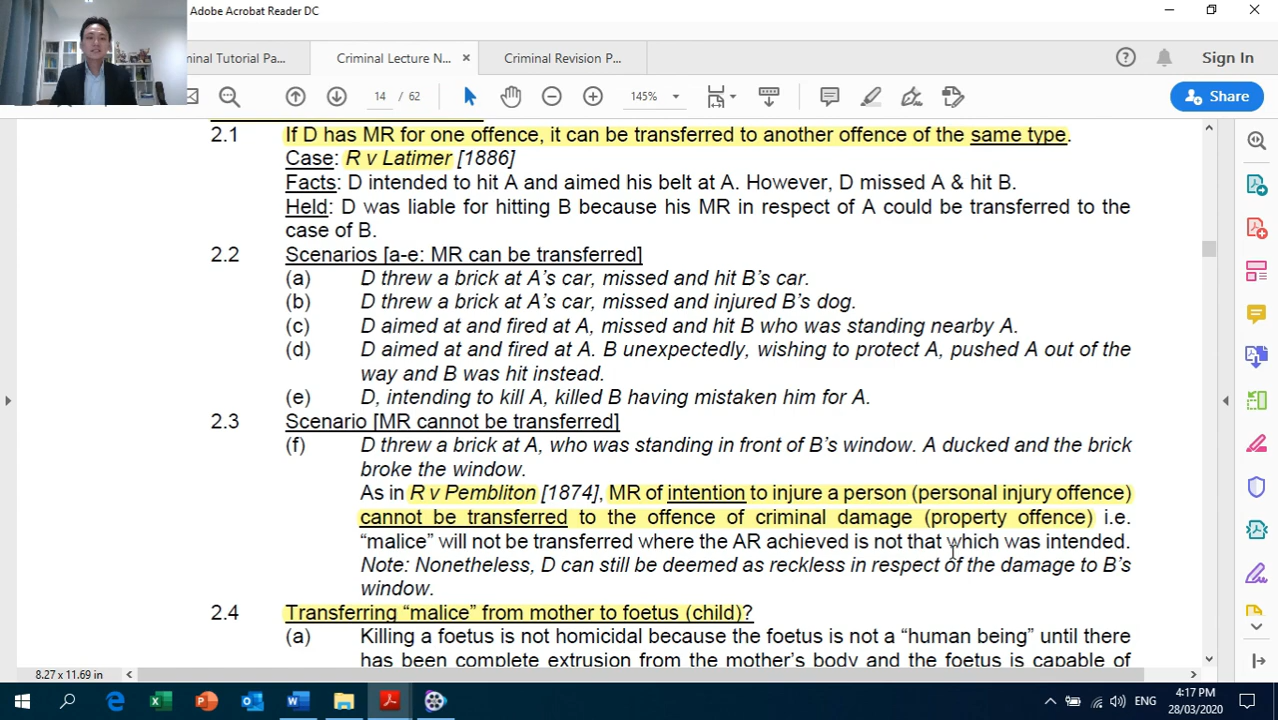 Adobe Acrobat Reader DC
minal Tutorial Pa...
Criminal Lecture N... ×
Criminal Revision P...
Sign In
14 / 62
145%
Share
2.1 If D has MR for one offence, it can be transferred to another offence of the same type.
Case: R v Latimer [1886]
Facts: D intended to hit A and aimed his belt at A. However, D missed A & hit B.
Held: D was liable for hitting B because his MR in respect of A could be transferred to the
case of B.
2.2 Scenarios [a-e: MR can be transferred]
(a) D threw a brick at A's car, missed and hit B's car.
(b) D threw a brick at A's car, missed and injured B's dog.
(c) D aimed at and fired at A, missed and hit B who was standing nearby A.
(d) D aimed at and fired at A. B unexpectedly, wishing to protect A, pushed A out of the
way and B was hit instead.
(e) D, intending to kill A, killed B having mistaken him for A.
2.3 Scenario [MR cannot be transferred]
(f) D threw a brick at A, who was standing in front of B's window. A ducked and the brick
broke the window.
As in R v Pembliton [1874], MR of intention to injure a person (personal injury offence)
cannot be transferred to the offence of criminal damage (property offence) i.e.
“malice” will not be transferred where the AR achieved is not that which was intended.
Note: Nonetheless, D can still be deemed as reckless in respect of the damage to B's
window.
2.4 Transferring “malice” from mother to foetus (child)?
(a) Killing a foetus is not homicidal because the foetus is not a “human being” until there
has been complete extrusion from the mother's body and the foetus is capable of
8.27 x 11.69 in
ENG
4:17 PM
28/03/2020